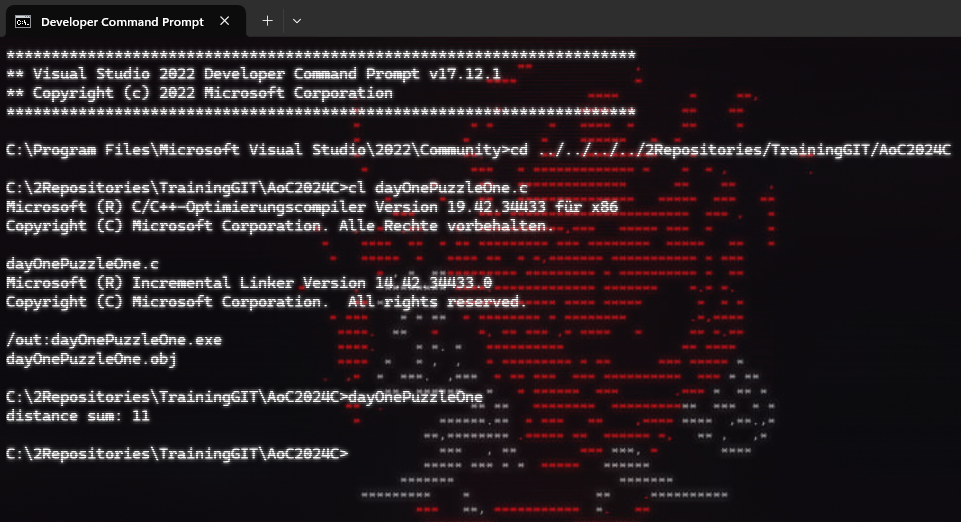 Developer Command Prompt
**********************************************************************
** Visual Studio 2022 Developer Command Prompt v17.12.1
** Copyright (c) 2022 Microsoft Corporation
**********************************************************************
C:\Program Files\Microsoft Visual Studio\2022\Community>cd ../../../../2Repositories/TrainingGIT/AoC2024C
C:\2Repositories\TrainingGIT\AoC2024C>cl dayOnePuzzleOne.c
Microsoft (R) C/C++-Optimierungscompiler Version 19.42.34433 für x86
Copyright (C) Microsoft Corporation. Alle Rechte vorbehalten.
dayOnePuzzleOne.c
Microsoft (R) Incremental Linker Version 14.42.34433.0
Copyright (C) Microsoft Corporation.  All rights reserved.
/out:dayOnePuzzleOne.exe
dayOnePuzzleOne.obj
C:\2Repositories\TrainingGIT\AoC2024C>dayOnePuzzleOne
distance sum: 11
C:\2Repositories\TrainingGIT\AoC2024C>